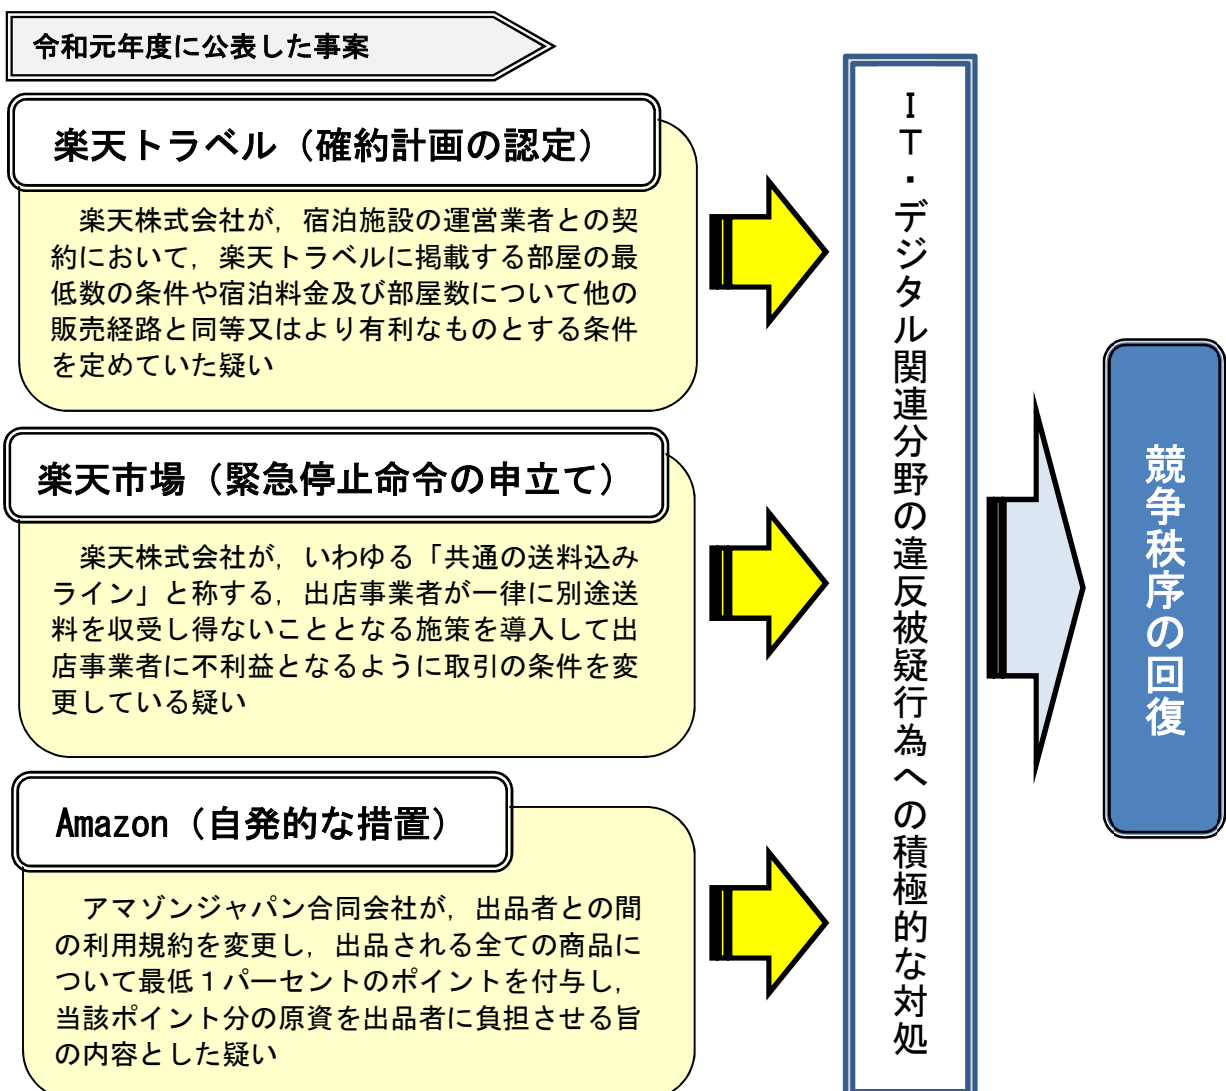 令和元年度に公表した事案
楽天トラベル（確約計画の認定）
楽天株式会社が，宿泊施設の運営業者との契
約において，楽天トラベルに掲載する部屋の最
低数の条件や宿泊料金及び部屋数について他の
販売経路と同等又はより有利なものとする条件
を定めていた疑い
楽天市場（緊急停止命令の申立て）
楽天株式会社が，いわゆる「共通の送料込み
ライン」と称する，出店事業者が一律に別途送
料を収受し得ないこととなる施策を導入して出
店事業者に不利益となるように取引の条件を変
更している疑い
Amazon（自発的な措置）
アマゾンジャパン合同会社が，出品者との間
の利用規約を変更し，出品される全ての商品に
ついて最低１パーセントのポイントを付与し，
当該ポイント分の原資を出品者に負担させる旨
の内容とした疑い
ＩＴ・デジタル関連分野の違反被疑行為への積極的な対処
競争秩序の回復